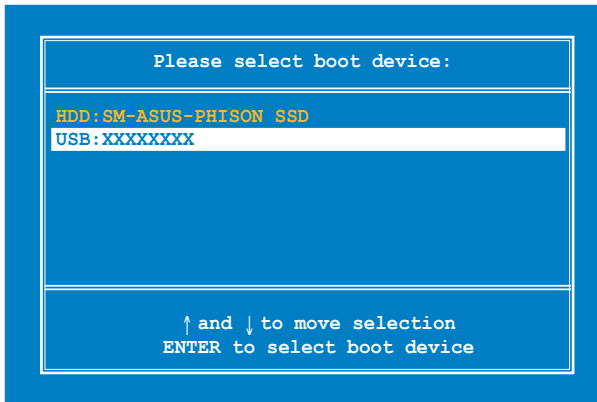 Please select boot device:
HDD:SM-ASUS-PHISON SSD
USB:XXXXXXXX
↑ and ↓ to move selection
ENTER to select boot device